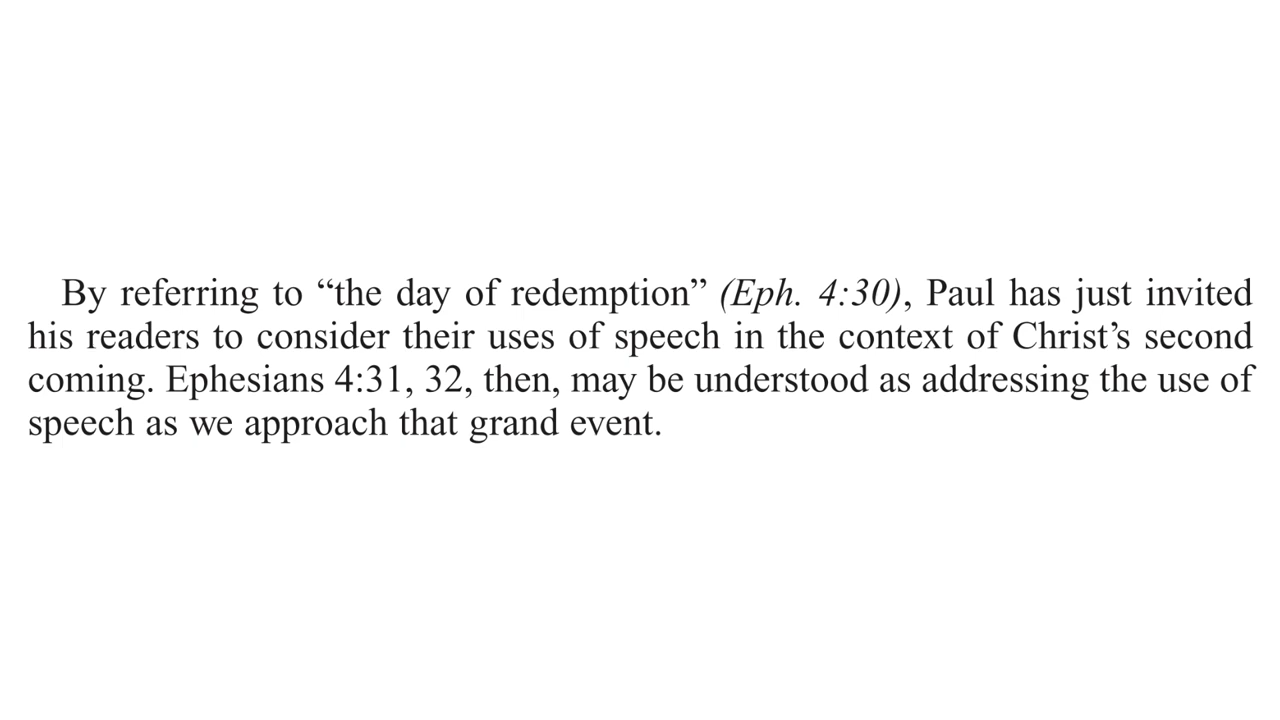 By referring to “the day of redemption” (Eph. 4:30), Paul has just invited
his readers to consider their uses of speech in the context of Christ’s second
coming. Ephesians 4:31, 32, then, may be understood as addressing the use of
speech as we approach that grand event.